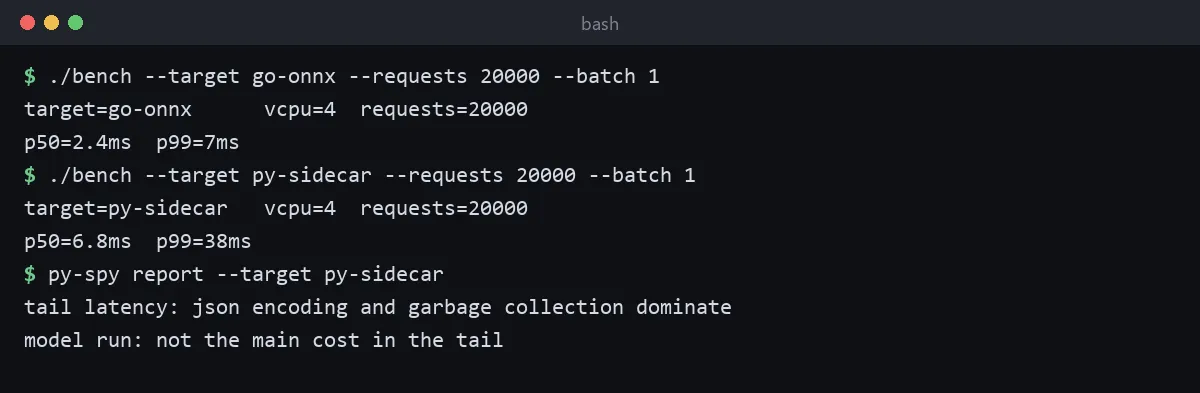 bash
$ ./bench --target go-onnx --requests 20000 --batch 1
target=go-onnx      vcpu=4  requests=20000
p50=2.4ms  p99=7ms
$ ./bench --target py-sidecar --requests 20000 --batch 1
target=py-sidecar   vcpu=4  requests=20000
p50=6.8ms  p99=38ms
$ py-spy report --target py-sidecar
tail latency: json encoding and garbage collection dominate
model run: not the main cost in the tail